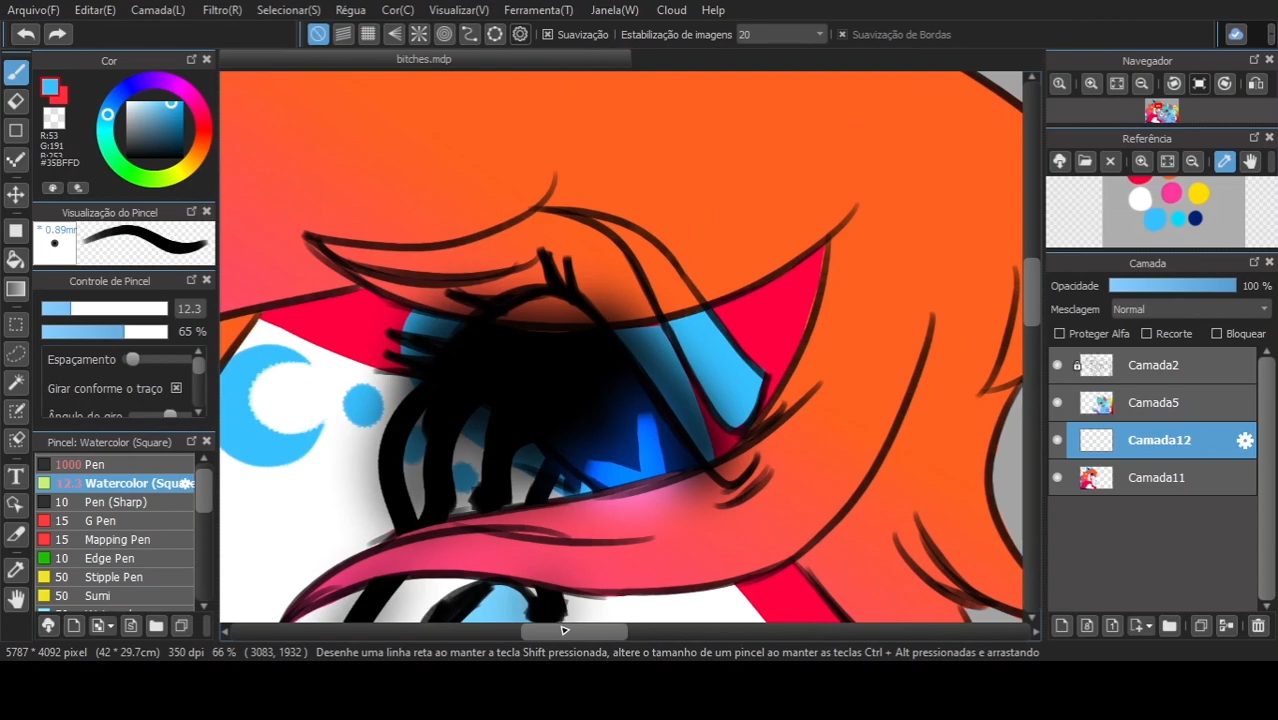 Arquivo(F) Editar(E) Camada(L) Filtro(R) Selecionar(S) Régua Cor(C) Visualizar(V) Ferramenta(T) Janela(W) Cloud Help
Suavização Estabilização de imagens 20 Suavização de Bordas
bitches.mdp
Cor
R:53
G:191
B:253
#35BFFD
Visualização do Pincel
* 0.89mm
Controle de Pincel
12.3
65 %
Espaçamento
Girar conforme o traço
Ângulo de giro
Pincel: Watercolor (Square)
1000 Pen
12.3 Watercolor (Square
10 Pen (Sharp)
15 G Pen
15 Mapping Pen
10 Edge Pen
50 Stipple Pen
50 Sumi
Navegador
Referência
Camada
Opacidade 100 %
Mesclagem Normal
Proteger Alfa Recorte Bloquear
Camada2
Camada5
Camada12
Camada11
5787 * 4092 pixel (42 * 29.7cm) 350 dpi 66 % ( 3083, 1932 ) Desenhe uma linha reta ao manter a tecla Shift pressionada, altere o tamanho de um pincel ao manter as teclas Ctrl + Alt pressionadas e arrastando